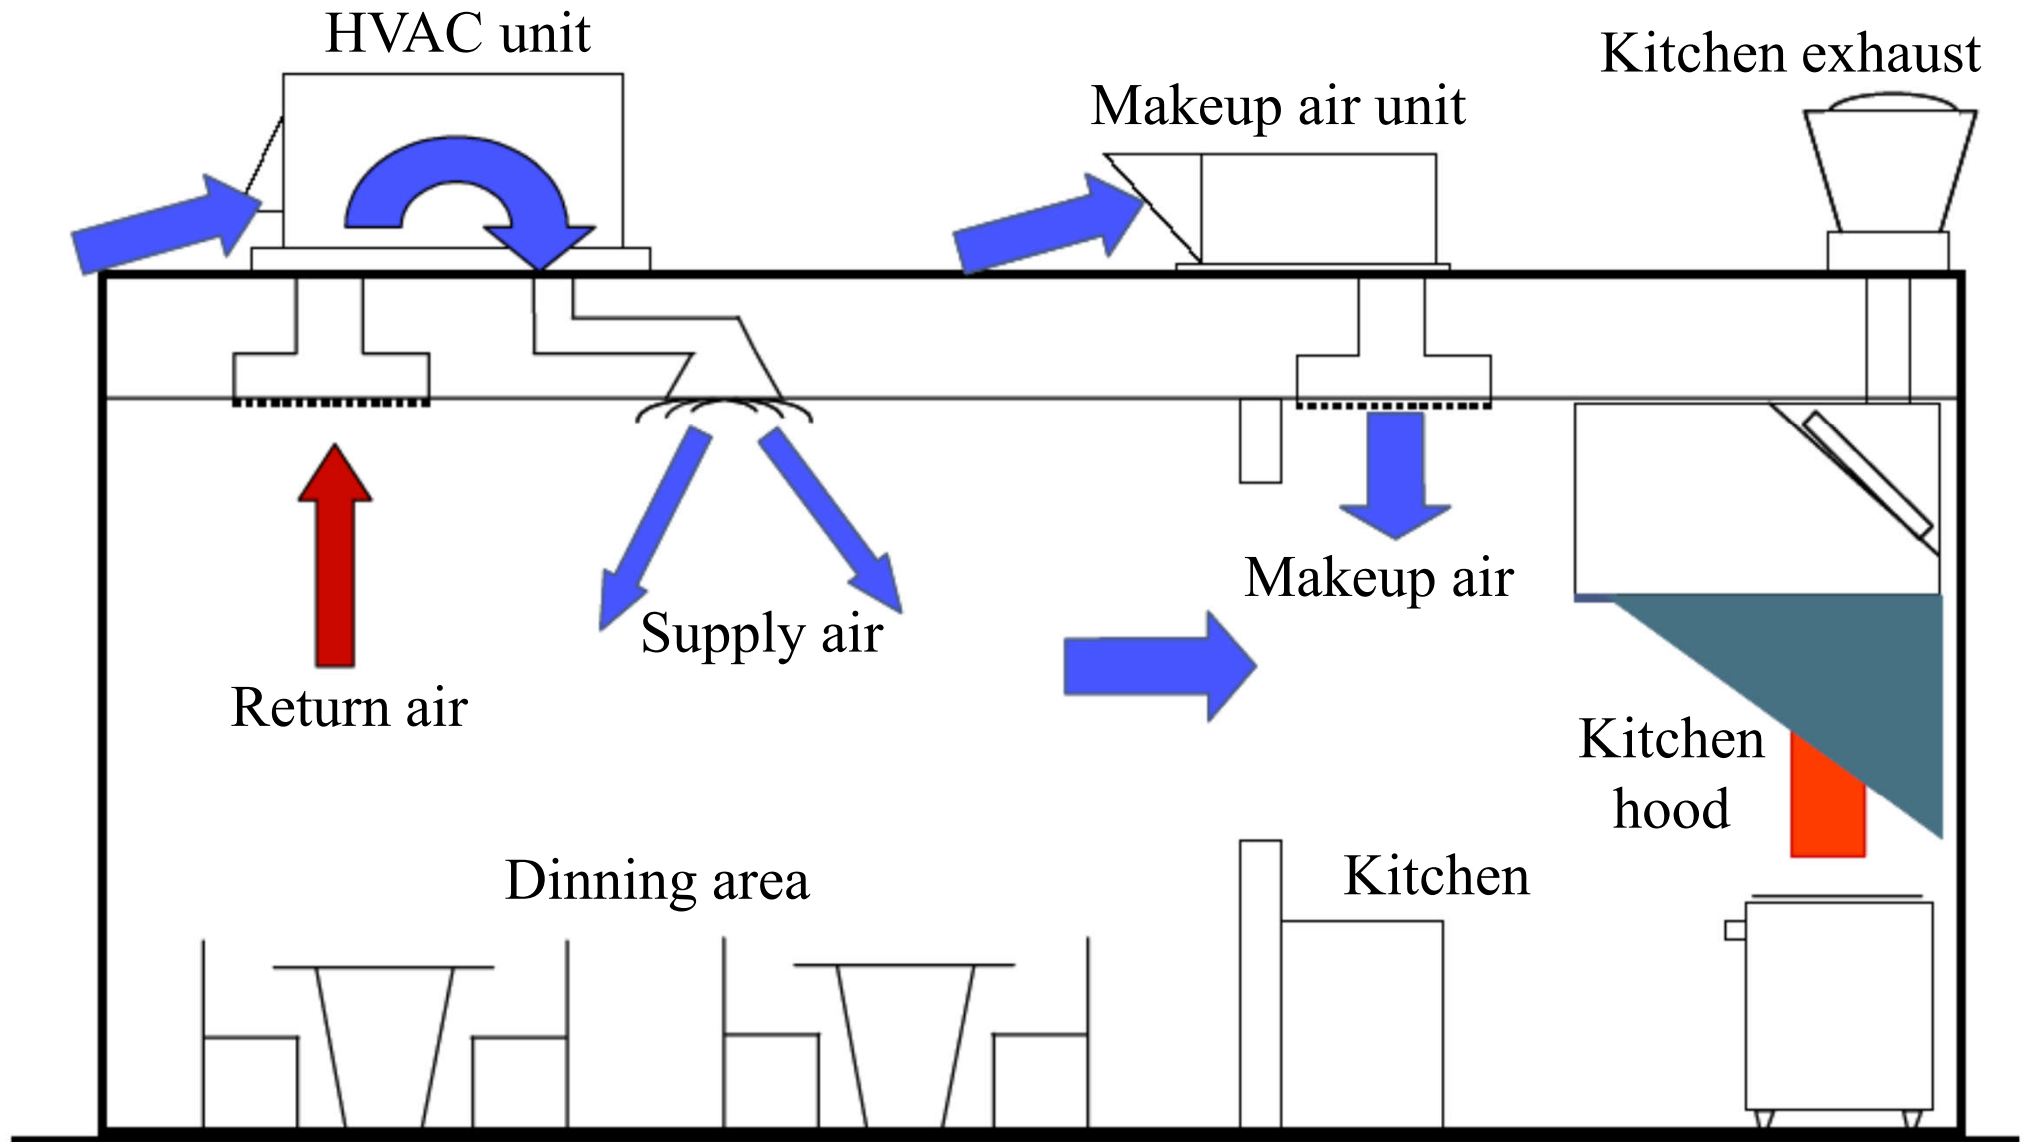 HVAC unit
Kitchen exhaust
Makeup air unit
Makeup air
Supply air
Return air
Kitchen
hood
Dinning area
Kitchen